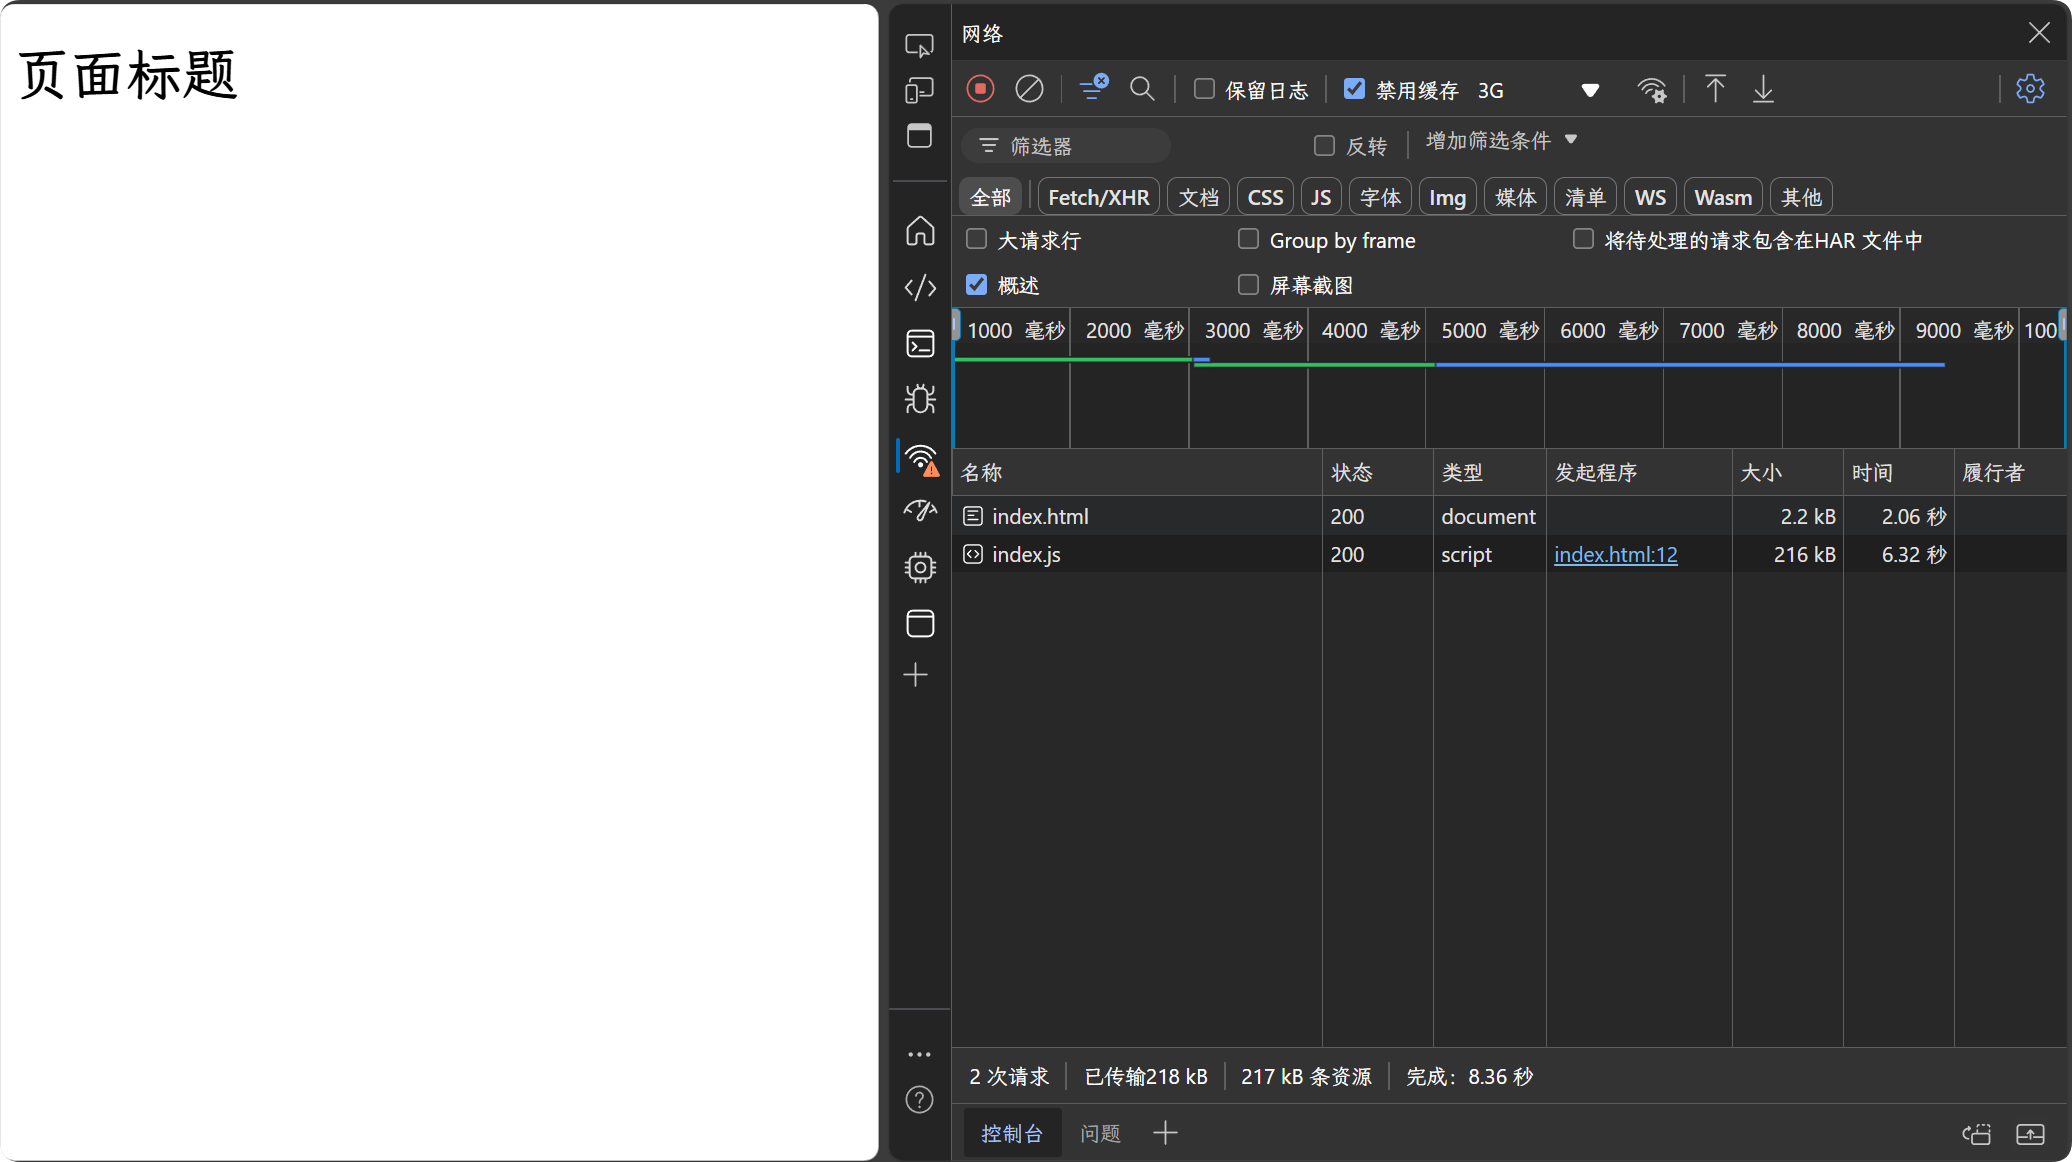 页面标题
网络
保留日志 禁用缓存 3G
筛选器 反转 增加筛选条件
全部 Fetch/XHR 文档 CSS JS 字体 Img 媒体 清单 WS Wasm 其他
大请求行 Group by frame 将待处理的请求包含在HAR 文件中
概述 屏幕截图
1000 毫秒 2000 毫秒 3000 毫秒 4000 毫秒 5000 毫秒 6000 毫秒 7000 毫秒 8000 毫秒 9000 毫秒 100
名称 状态 类型 发起程序 大小 时间 履行者
index.html 200 document 2.2 kB 2.06 秒
index.js 200 script index.html:12 216 kB 6.32 秒
2 次请求 已传输218 kB 217 kB 条资源 完成：8.36 秒
控制台 问题